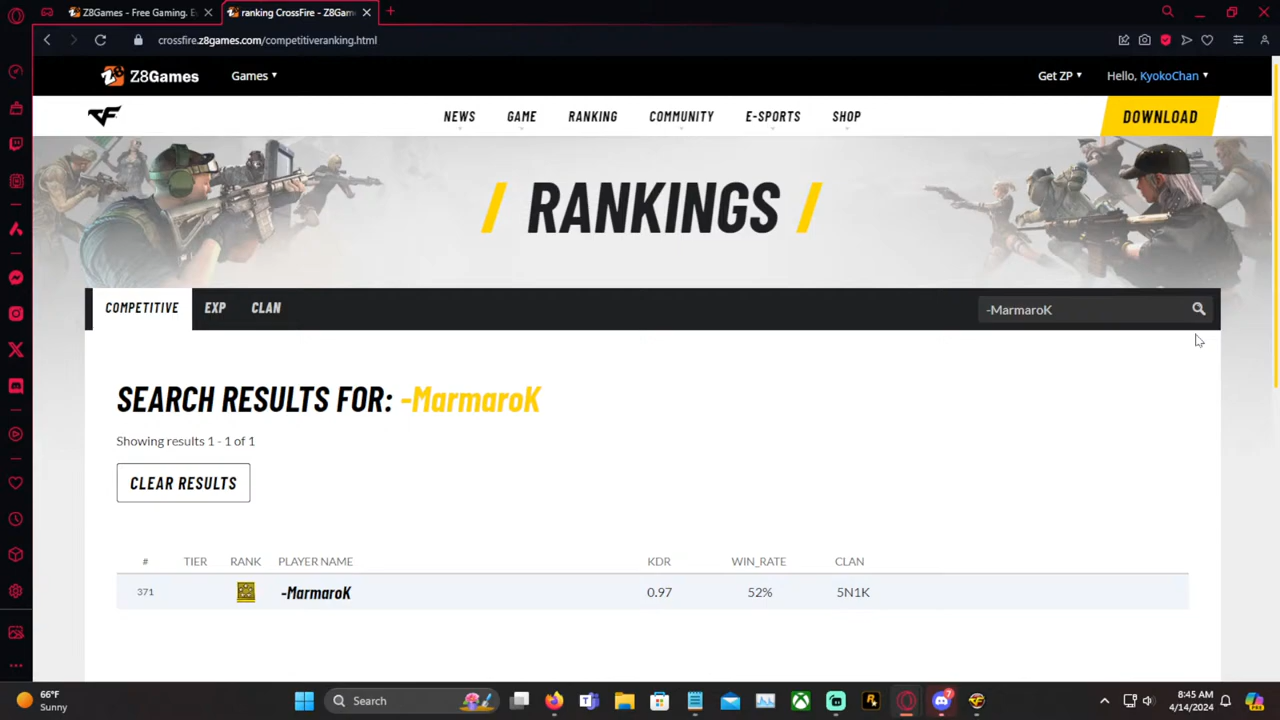 Z8Games - Free Gaming. E
ranking CrossFire - Z8Gam
crossfire.z8games.com/competitiveranking.html
Z8Games
Games
Get ZP
Hello, KyokoChan
CF
NEWS
GAME
RANKING
COMMUNITY
E-SPORTS
SHOP
DOWNLOAD
/ RANKINGS /
COMPETITIVE
EXP
CLAN
-MarmaroK
SEARCH RESULTS FOR: -MarmaroK
Showing results 1 - 1 of 1
CLEAR RESULTS
# TIER RANK PLAYER NAME KDR WIN_RATE CLAN
371 -MarmaroK 0.97 52% 5N1K
66°F
Sunny
Search
7
8:45 AM
4/14/2024